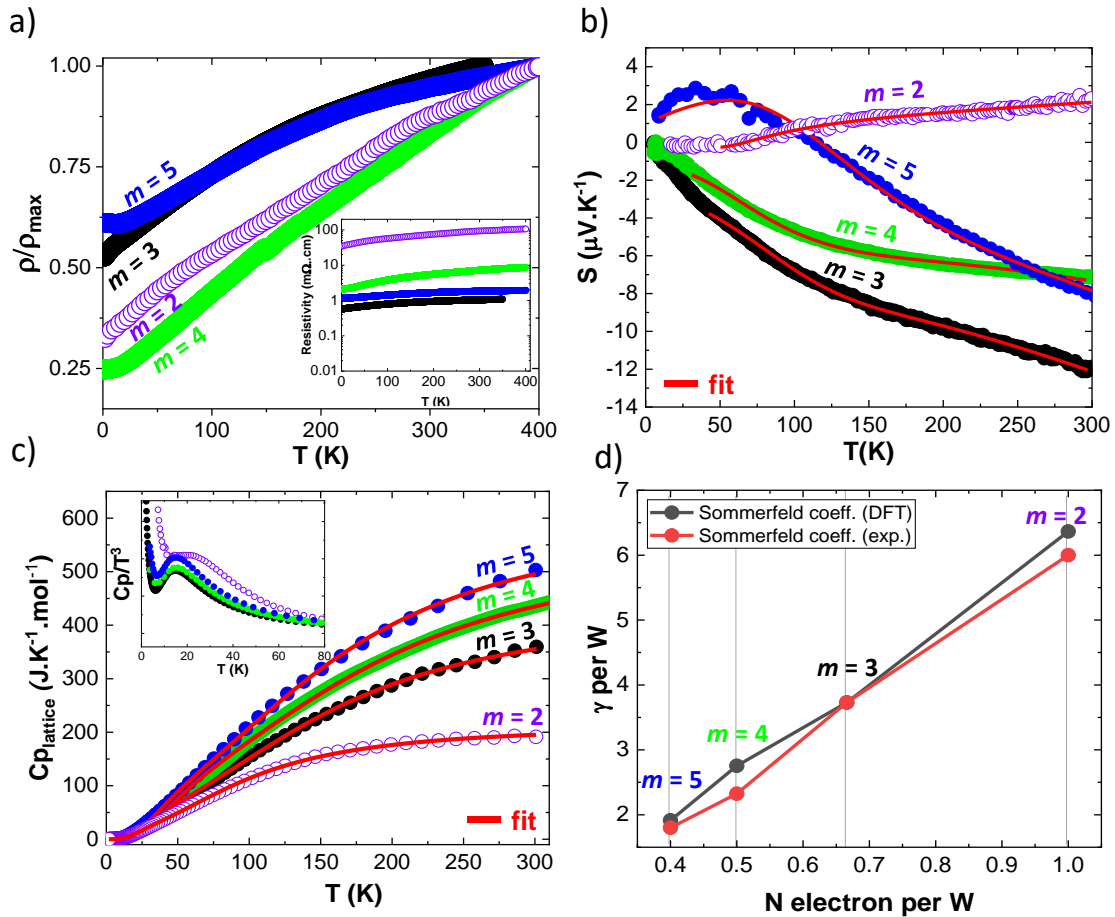 a)
ρ/ρmax
1.00
0.75
0.50
0.25
0
100
200
300
400
T (K)
m = 5
m = 3
m = 2
m = 4
Resistivity (mΩ.cm)
100
10
1
0.1
0.01
0
100
200
300
400
T (K)
b)
S (μV.K⁻¹)
4
2
0
-2
-4
-6
-8
-10
-12
-14
0
50
100
150
200
250
300
T(K)
m = 2
m = 5
m = 4
m = 3
fit
c)
Cplattice (J.K⁻¹.mol⁻¹)
600
500
400
300
200
100
0
0
50
100
150
200
250
300
T (K)
m = 5
m = 4
m = 3
m = 2
fit
Cp/T³
0
20
40
60
80
T (K)
d)
γ per W
7
6
5
4
3
2
0.4
0.5
0.6
0.7
0.8
0.9
1.0
N electron per W
Sommerfeld coeff. (DFT)
Sommerfeld coeff. (exp.)
m = 2
m = 3
m = 4
m = 5